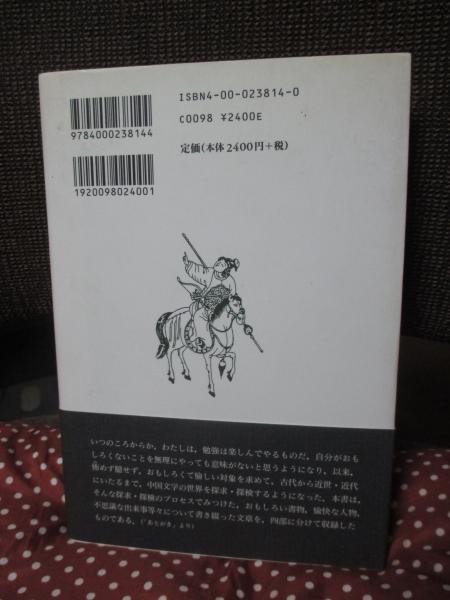 ISBN4-00-023814-0
C0098 ¥2400E
定価(本体2400円+税)
9784000238144
1920098024001
いつのころからか、わたしは、勉強は楽しんでやるものだ、自分がおも
しろくないことを無理にやっても意味がないと思うようになり、以来、
怖めず臆せず、おもしろくて愉しい対象を求めて、古代から近世・近代
にいたるまで、中国文学の世界を探求・探検するようになった。本書は、
そんな探求・探検のプロセスでみつけた、おもしろい書物、愉快な人物、
不思議な出来事等々について書き綴った文章を、四部に分けて収録した
ものである。(「あとがき」より)